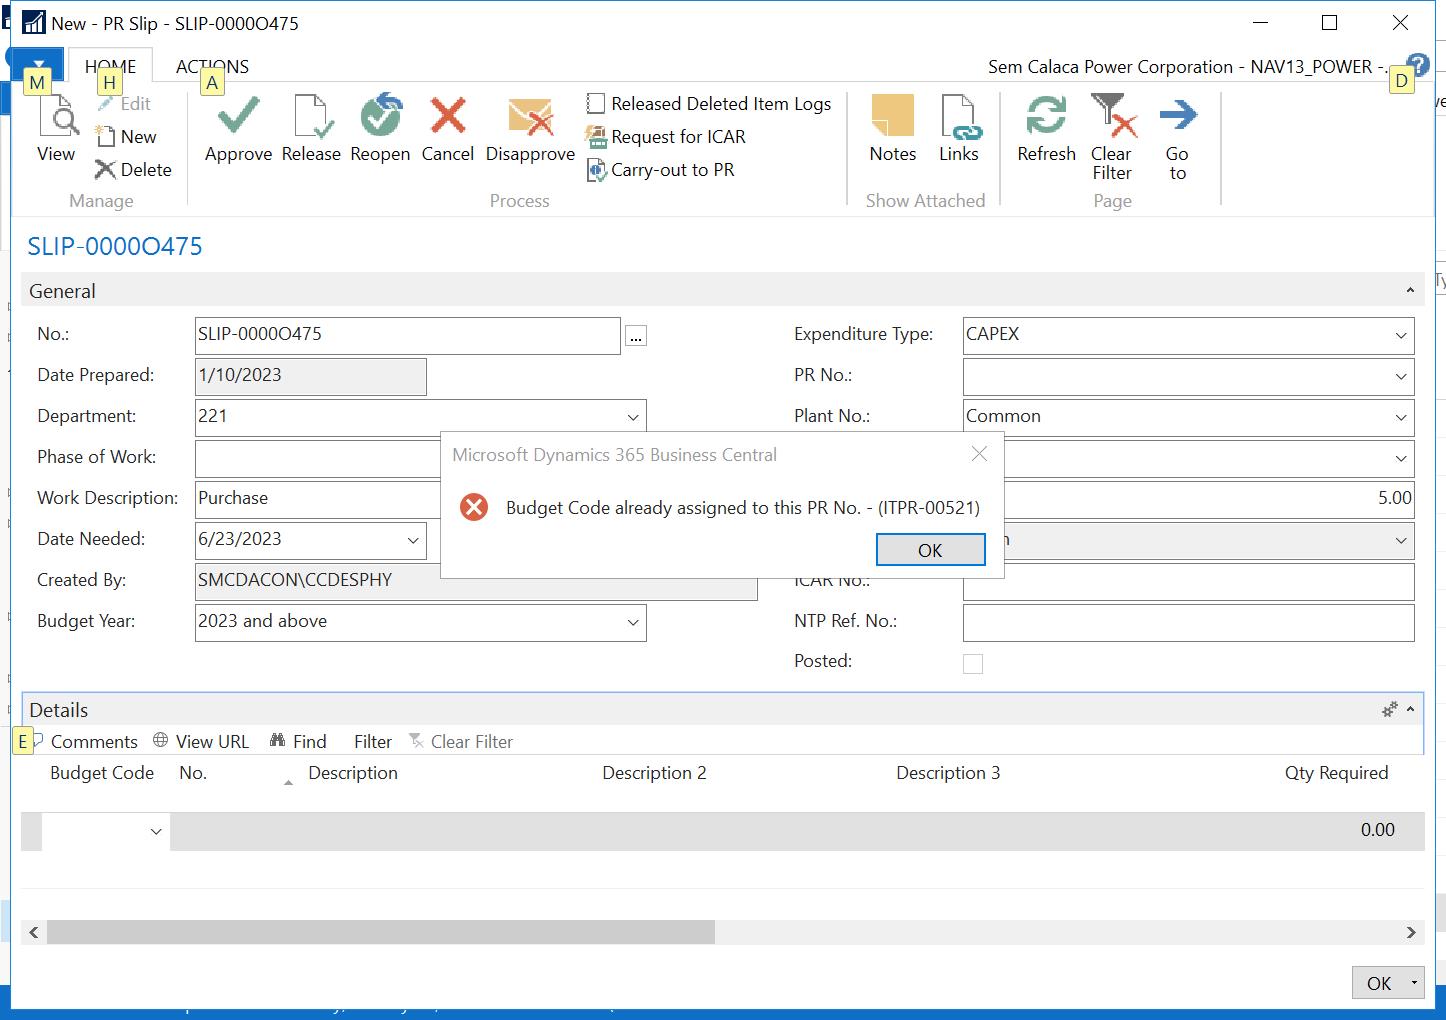 New - PR Slip - SLIP-0000O475
HOME
ACTIONS
Sem Calaca Power Corporation - NAV13_POWER -...
?
M
H
A
D
View
Edit
New
Delete
Manage
Approve
Release
Reopen
Cancel
Disapprove
Released Deleted Item Logs
Request for ICAR
Carry-out to PR
Process
Notes
Links
Show Attached
Refresh
Clear Filter
Go to
Page
SLIP-0000O475
General
No.: SLIP-0000O475 ...
Expenditure Type: CAPEX
Date Prepared: 1/10/2023
PR No.:
Department: 221
Plant No.: Common
Phase of Work:
Work Description: Purchase
5.00
Date Needed: 6/23/2023
Created By: SMCDACON\CCDESPHY
ICAR No.:
Budget Year: 2023 and above
NTP Ref. No.:
Posted:
Microsoft Dynamics 365 Business Central
Budget Code already assigned to this PR No. - (ITPR-00521)
OK
Details
E
Comments View URL Find Filter Clear Filter
Budget Code No. Description Description 2 Description 3 Qty Required
0.00
OK